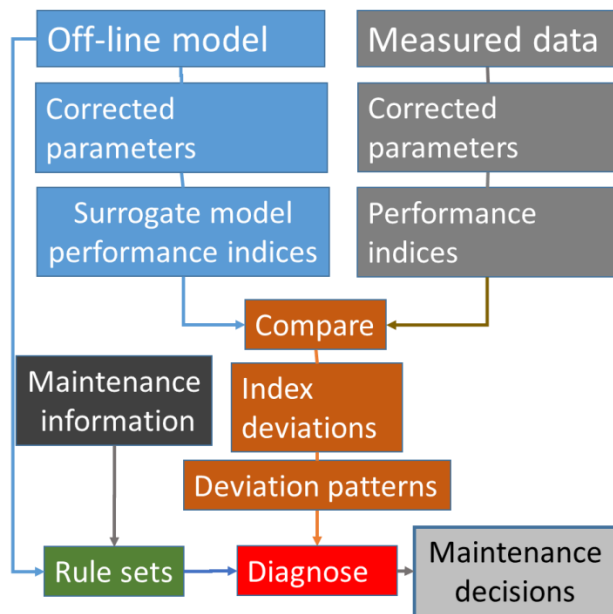 Off-line model
Measured data
Corrected
parameters
Corrected
parameters
Surrogate model
performance indices
Performance
indices
Compare
Maintenance
information
Index
deviations
Deviation patterns
Rule sets
Diagnose
Maintenance
decisions